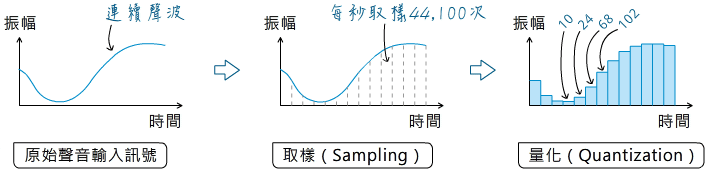 連續聲波
振幅
時間
原始聲音輸入訊號
每秒取樣44,100次
振幅
時間
取樣(Sampling)
10
24
68
102
振幅
時間
量化(Quantization)